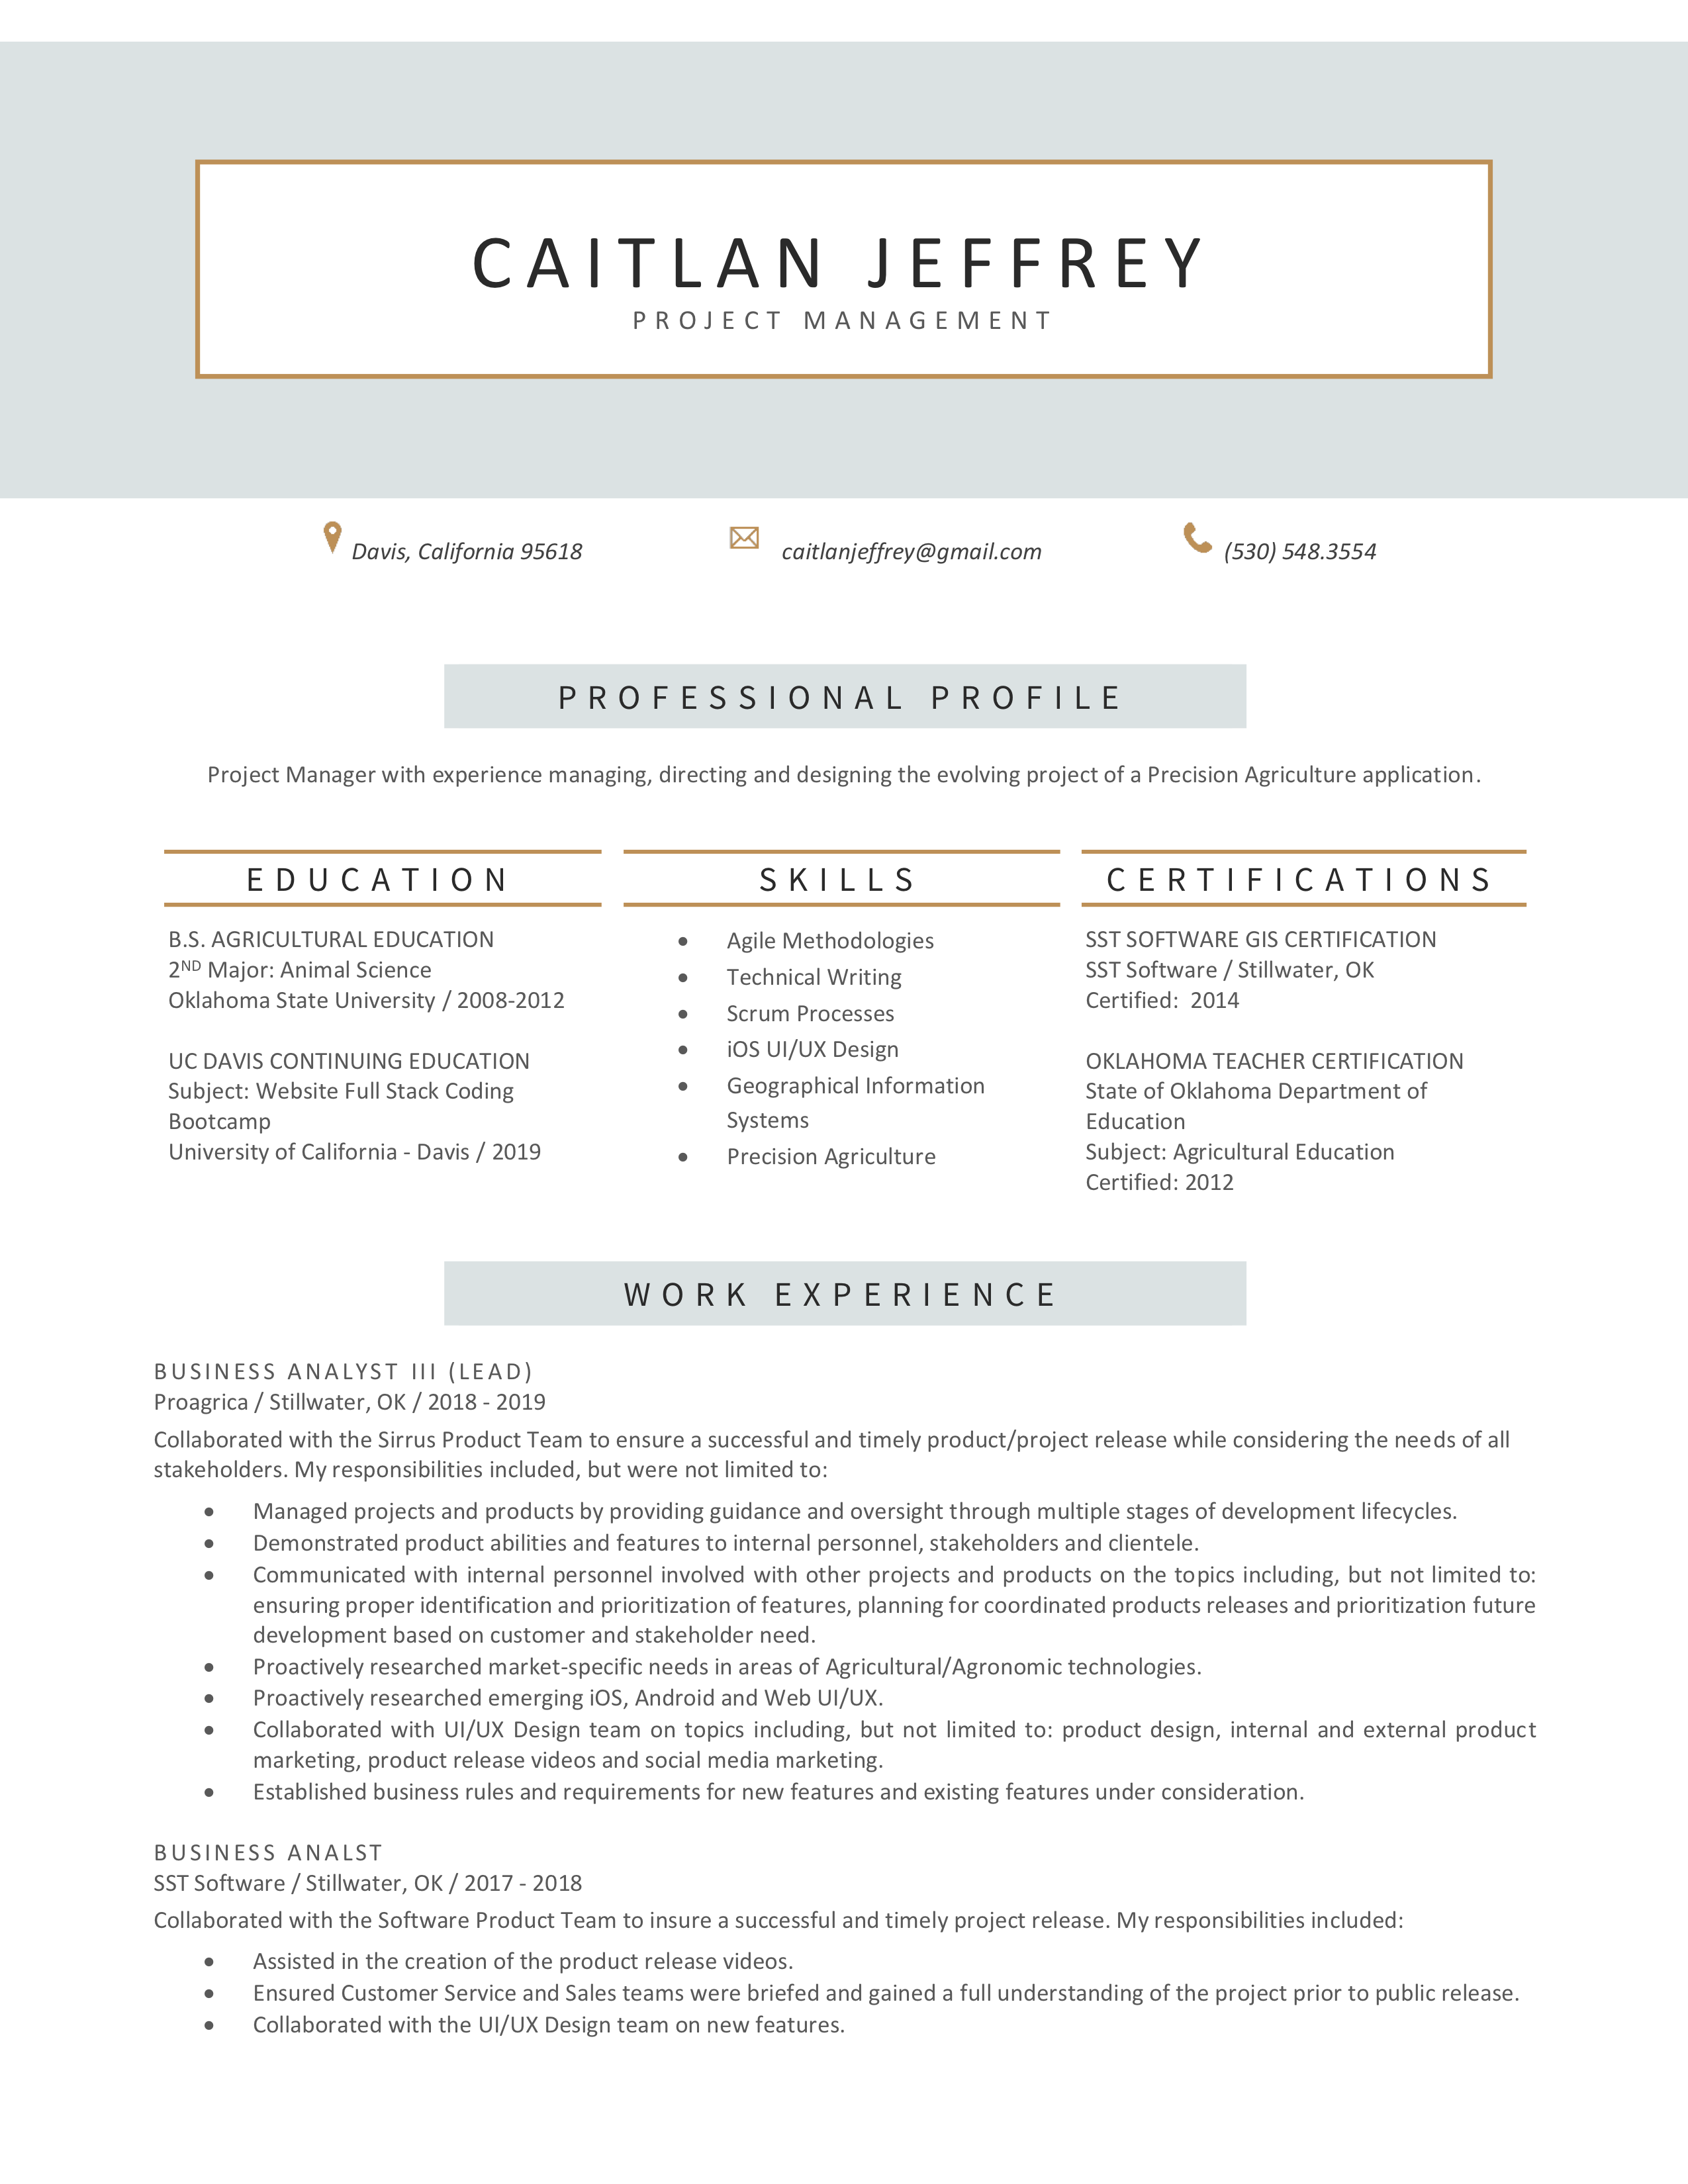 CAITLAN JEFFREY
PROJECT MANAGEMENT
Davis, California 95618
caitlanjeffrey@gmail.com
(530) 548.3554
PROFESSIONAL PROFILE
Project Manager with experience managing, directing and designing the evolving project of a Precision Agriculture application.
EDUCATION
B.S. AGRICULTURAL EDUCATION
2ND Major: Animal Science
Oklahoma State University / 2008-2012
UC DAVIS CONTINUING EDUCATION
Subject: Website Full Stack Coding
Bootcamp
University of California - Davis / 2019
SKILLS
• Agile Methodologies
• Technical Writing
• Scrum Processes
• iOS UI/UX Design
• Geographical Information
Systems
• Precision Agriculture
CERTIFICATIONS
SST SOFTWARE GIS CERTIFICATION
SST Software / Stillwater, OK
Certified:  2014
OKLAHOMA TEACHER CERTIFICATION
State of Oklahoma Department of
Education
Subject: Agricultural Education
Certified: 2012
WORK EXPERIENCE
BUSINESS ANALYST III (LEAD)
Proagrica / Stillwater, OK / 2018 - 2019
Collaborated with the Sirrus Product Team to ensure a successful and timely product/project release while considering the needs of all
stakeholders. My responsibilities included, but were not limited to:
• Managed projects and products by providing guidance and oversight through multiple stages of development lifecycles.
• Demonstrated product abilities and features to internal personnel, stakeholders and clientele.
• Communicated with internal personnel involved with other projects and products on the topics including, but not limited to:
ensuring proper identification and prioritization of features, planning for coordinated products releases and prioritization future
development based on customer and stakeholder need.
• Proactively researched market-specific needs in areas of Agricultural/Agronomic technologies.
• Proactively researched emerging iOS, Android and Web UI/UX.
• Collaborated with UI/UX Design team on topics including, but not limited to: product design, internal and external product
marketing, product release videos and social media marketing.
• Established business rules and requirements for new features and existing features under consideration.
BUSINESS ANALST
SST Software / Stillwater, OK / 2017 - 2018
Collaborated with the Software Product Team to insure a successful and timely project release. My responsibilities included:
• Assisted in the creation of the product release videos.
• Ensured Customer Service and Sales teams were briefed and gained a full understanding of the project prior to public release.
• Collaborated with the UI/UX Design team on new features.